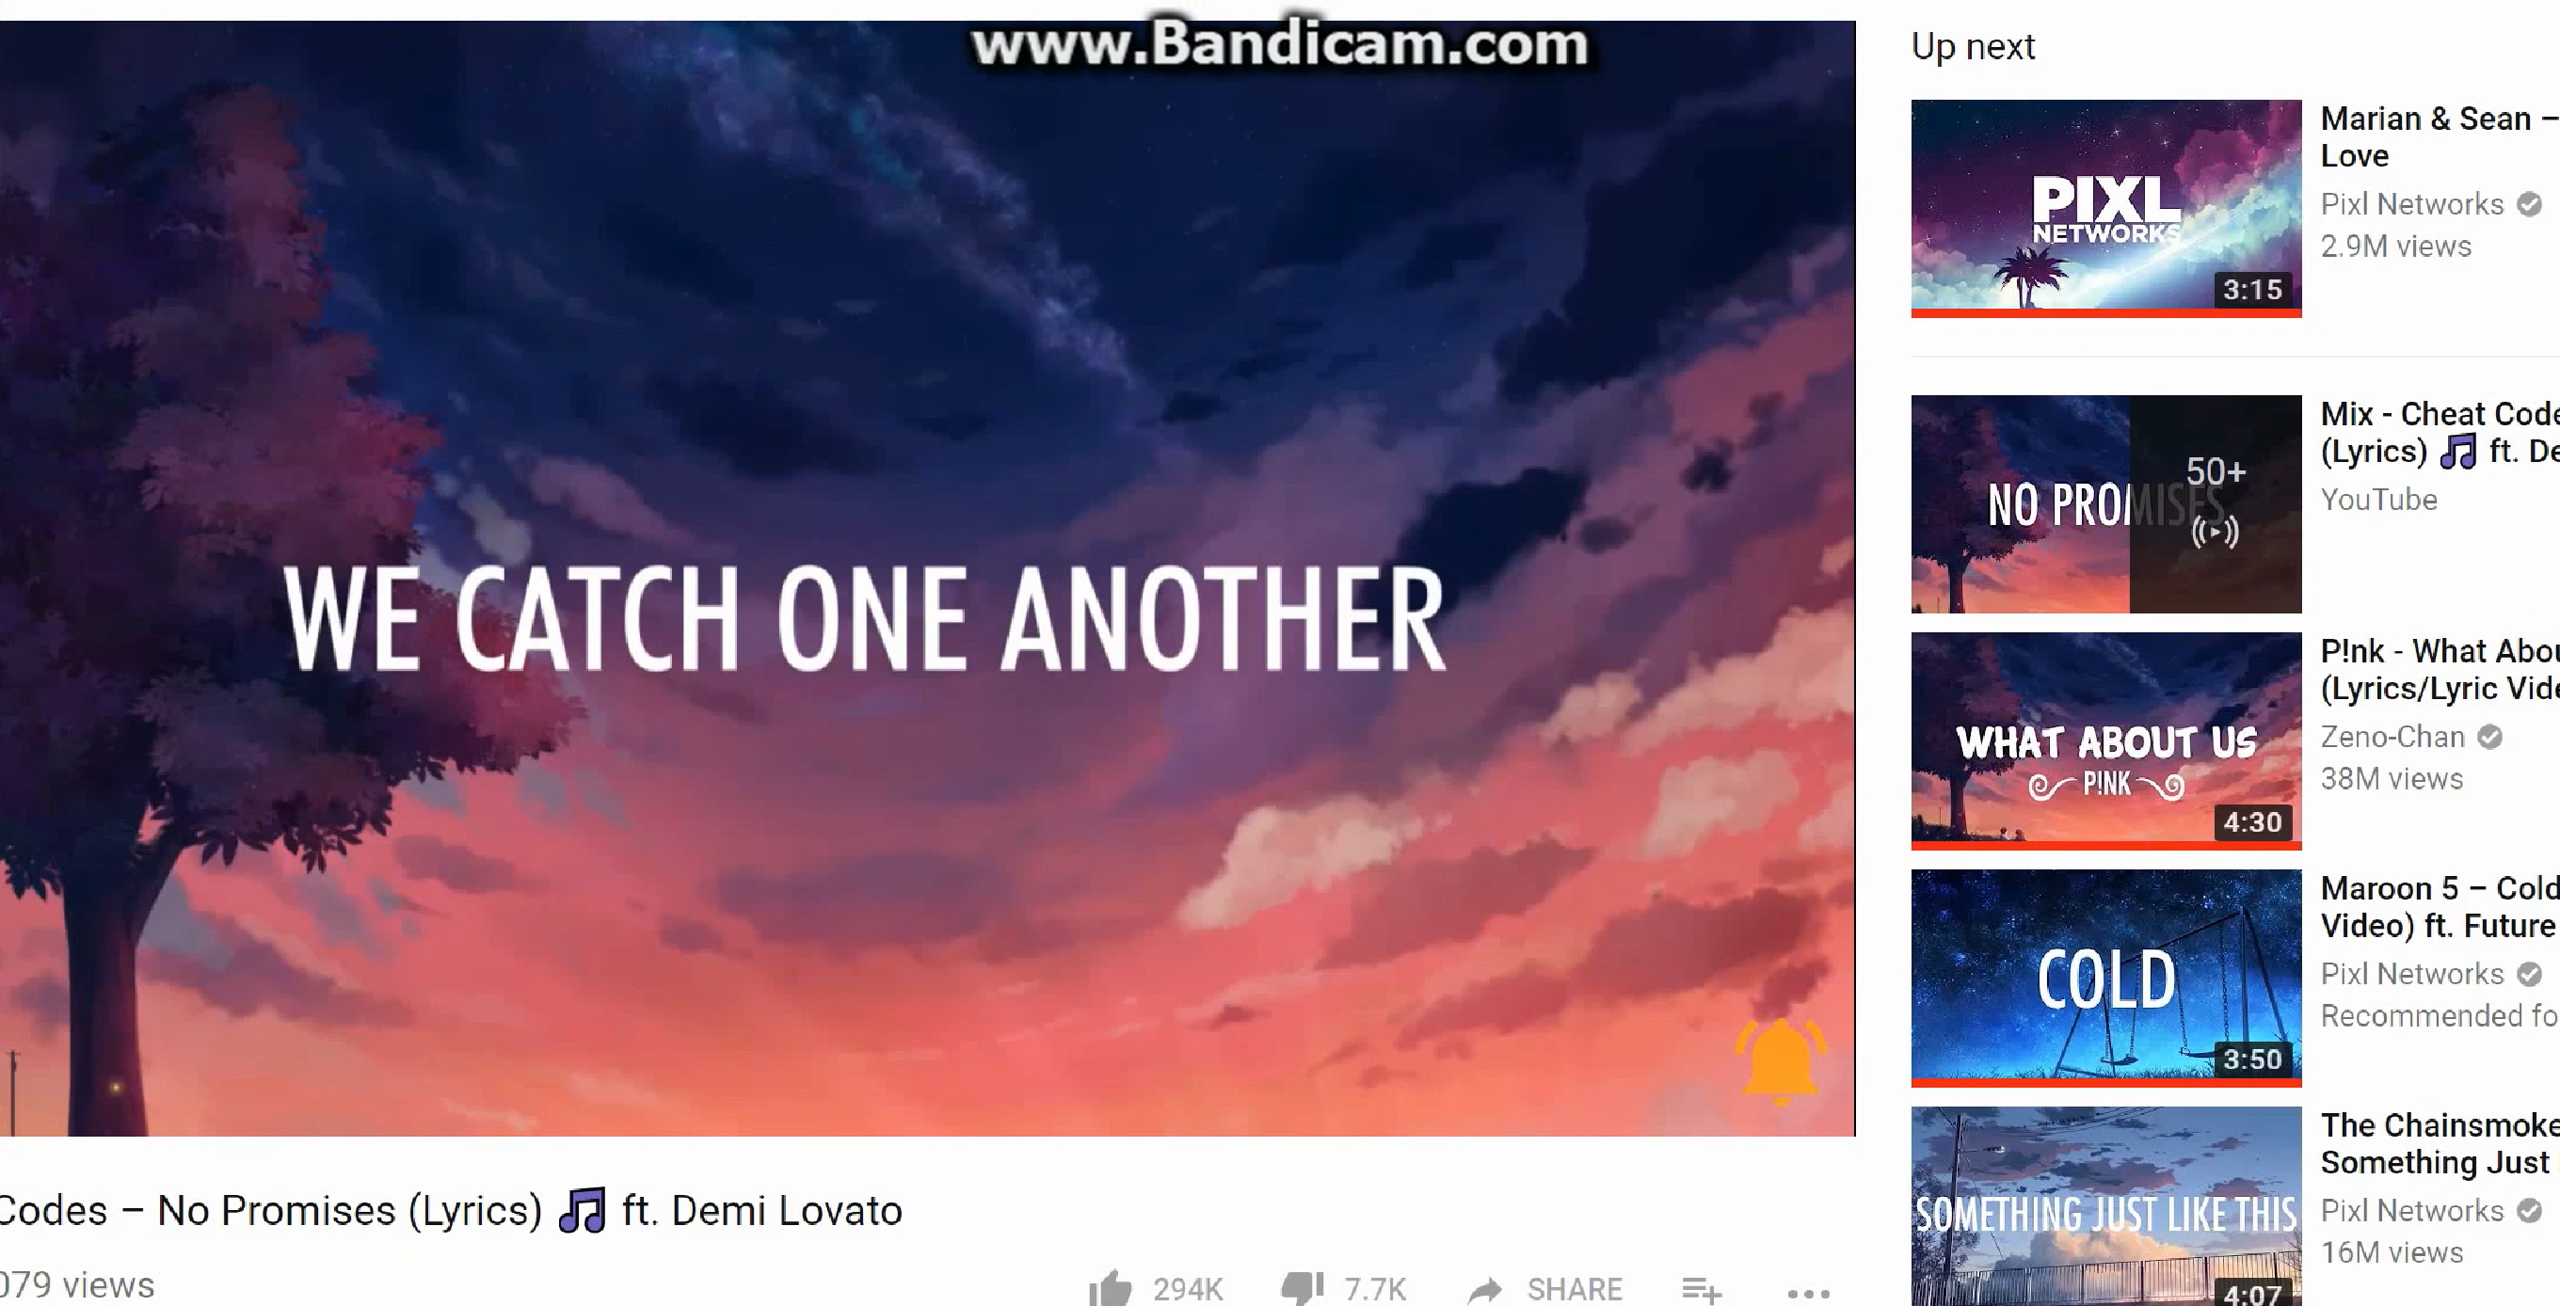 www.Bandicam.com
WE CATCH ONE ANOTHER
Codes – No Promises (Lyrics) 🎵 ft. Demi Lovato
079 views
294K
7.7K
SHARE
Up next
PIXL
NETWORKS
3:15
Marian & Sean –
Love
Pixl Networks
2.9M views
NO PROMISES
50+
Mix - Cheat Code
(Lyrics) 🎵 ft. De
YouTube
WHAT ABOUT US
P!NK
4:30
P!nk - What Abou
(Lyrics/Lyric Vide
Zeno-Chan
38M views
COLD
3:50
Maroon 5 – Cold
Video) ft. Future
Pixl Networks
Recommended fo
SOMETHING JUST LIKE THIS
4:07
The Chainsmoke
Something Just
Pixl Networks
16M views